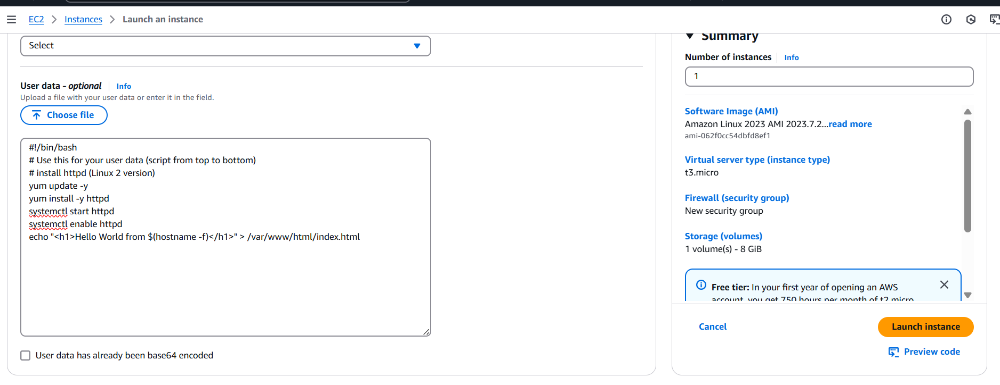 EC2 > Instances > Launch an instance
Select
User data - optional | Info
Upload a file with your user data or enter it in the field.
Choose file
#!/bin/bash
# Use this for your user data (script from top to bottom)
# install httpd (Linux 2 version)
yum update -y
yum install -y httpd
systemctl start httpd
systemctl enable httpd
echo "<h1>Hello World from $(hostname -f)</h1>" > /var/www/html/index.html
User data has already been base64 encoded
Summary
Number of instances | Info
1
Software Image (AMI)
Amazon Linux 2023 AMI 2023.7.2...read more
ami-062f0cc54dbfd8ef1
Virtual server type (instance type)
t3.micro
Firewall (security group)
New security group
Storage (volumes)
1 volume(s) - 8 GiB
Free tier: In your first year of opening an AWS
account, you get 750 hours per month of t2.micro
Cancel
Launch instance
Preview code